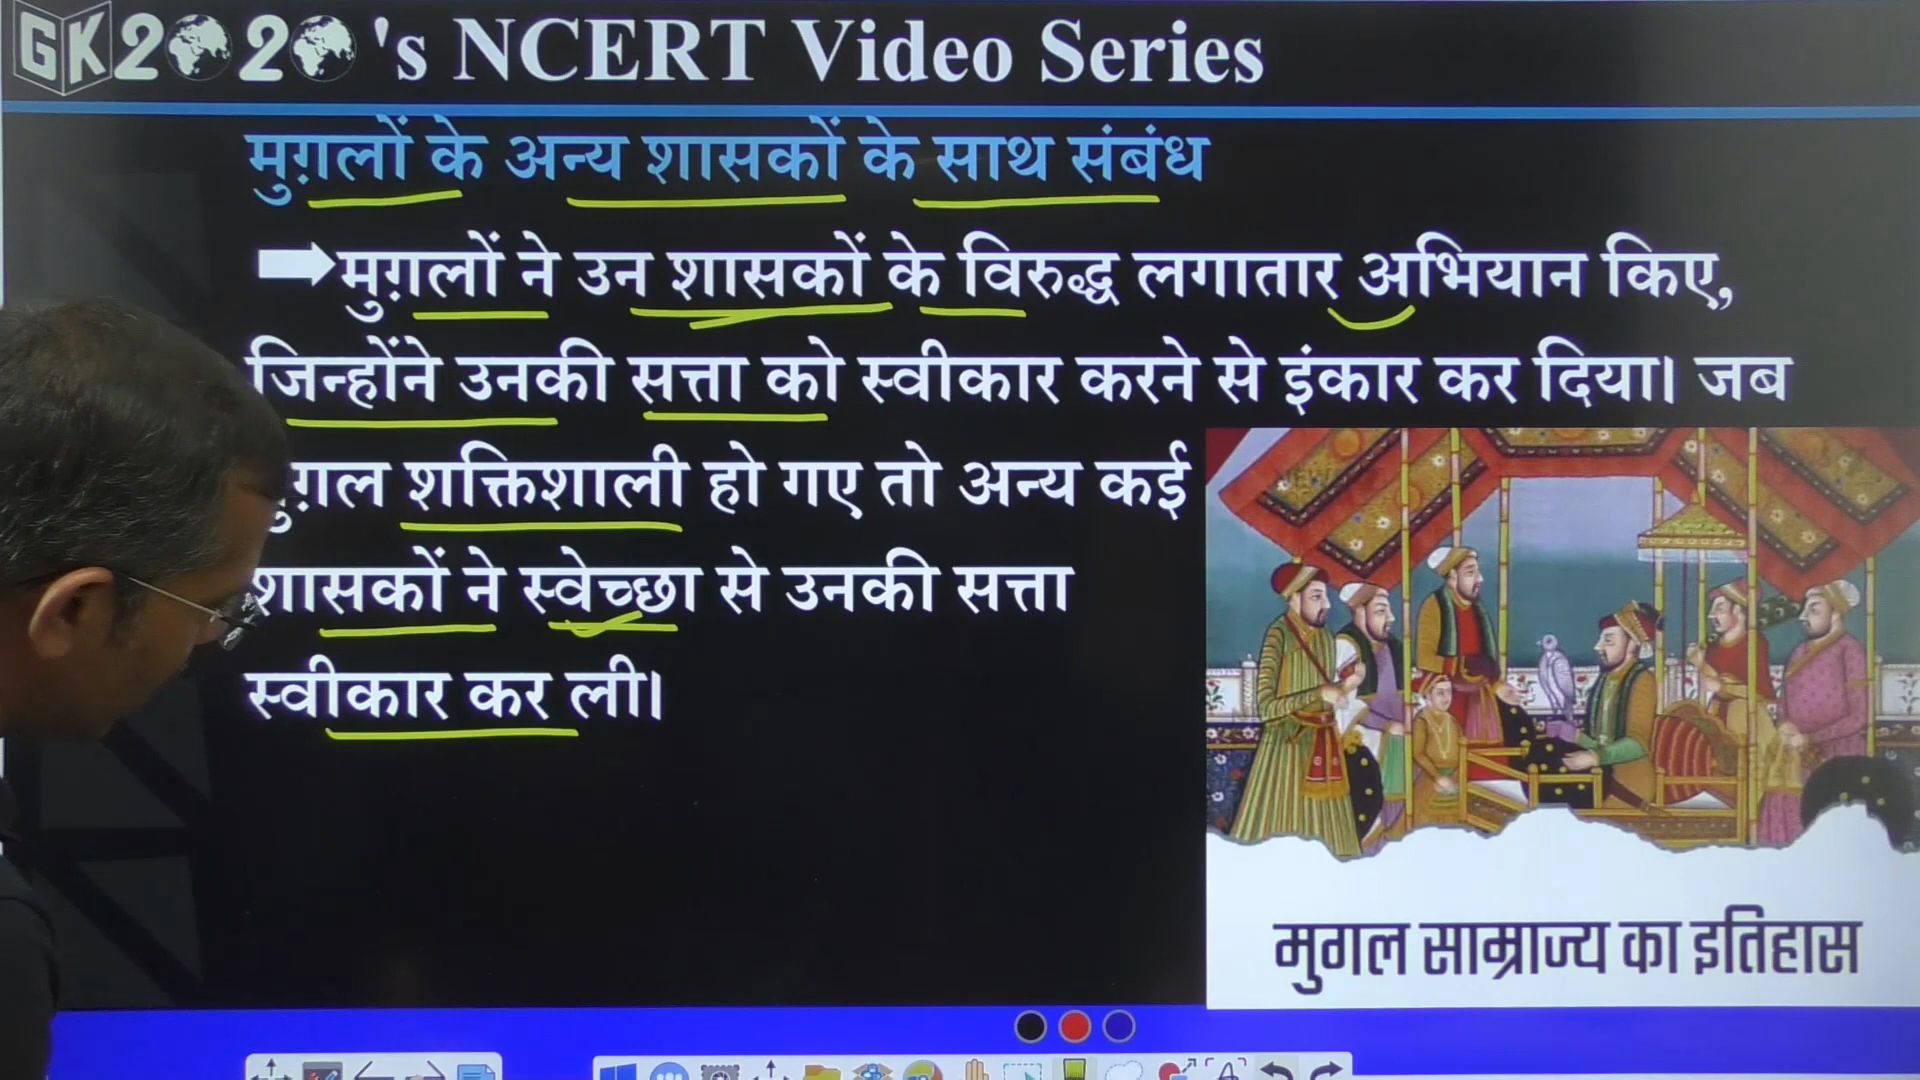 GK2020's NCERT Video Series
मुग़लों के अन्य शासकों के साथ संबंध
मुग़लों ने उन शासकों के विरुद्ध लगातार अभियान किए,
जिन्होंने उनकी सत्ता को स्वीकार करने से इंकार कर दिया। जब
शक्तिशाली हो गए तो अन्य कई
शासकों ने स्वेच्छा से उनकी सत्ता
स्वीकार कर ली।
मुगल साम्राज्य का इतिहास